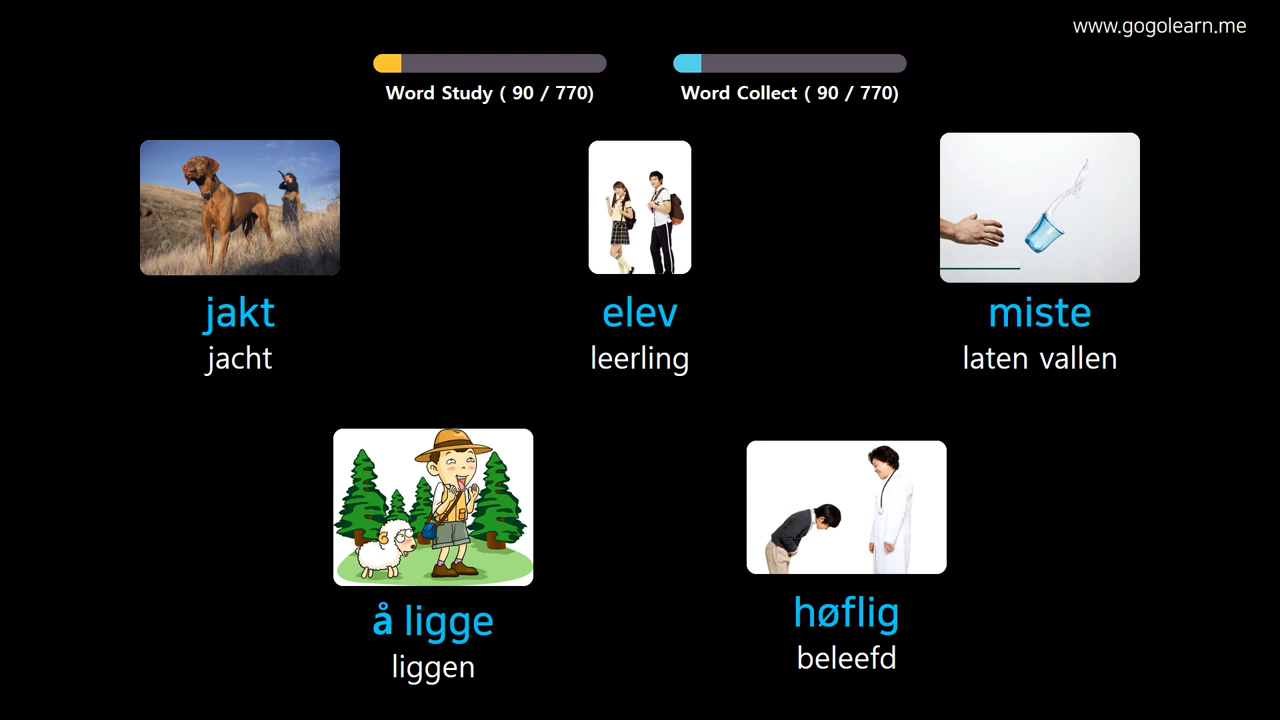 www.gogolearn.me
Word Study ( 90 / 770)
Word Collect ( 90 / 770)
jakt
jacht
elev
leerling
miste
laten vallen
å ligge
liggen
høflig
beleefd